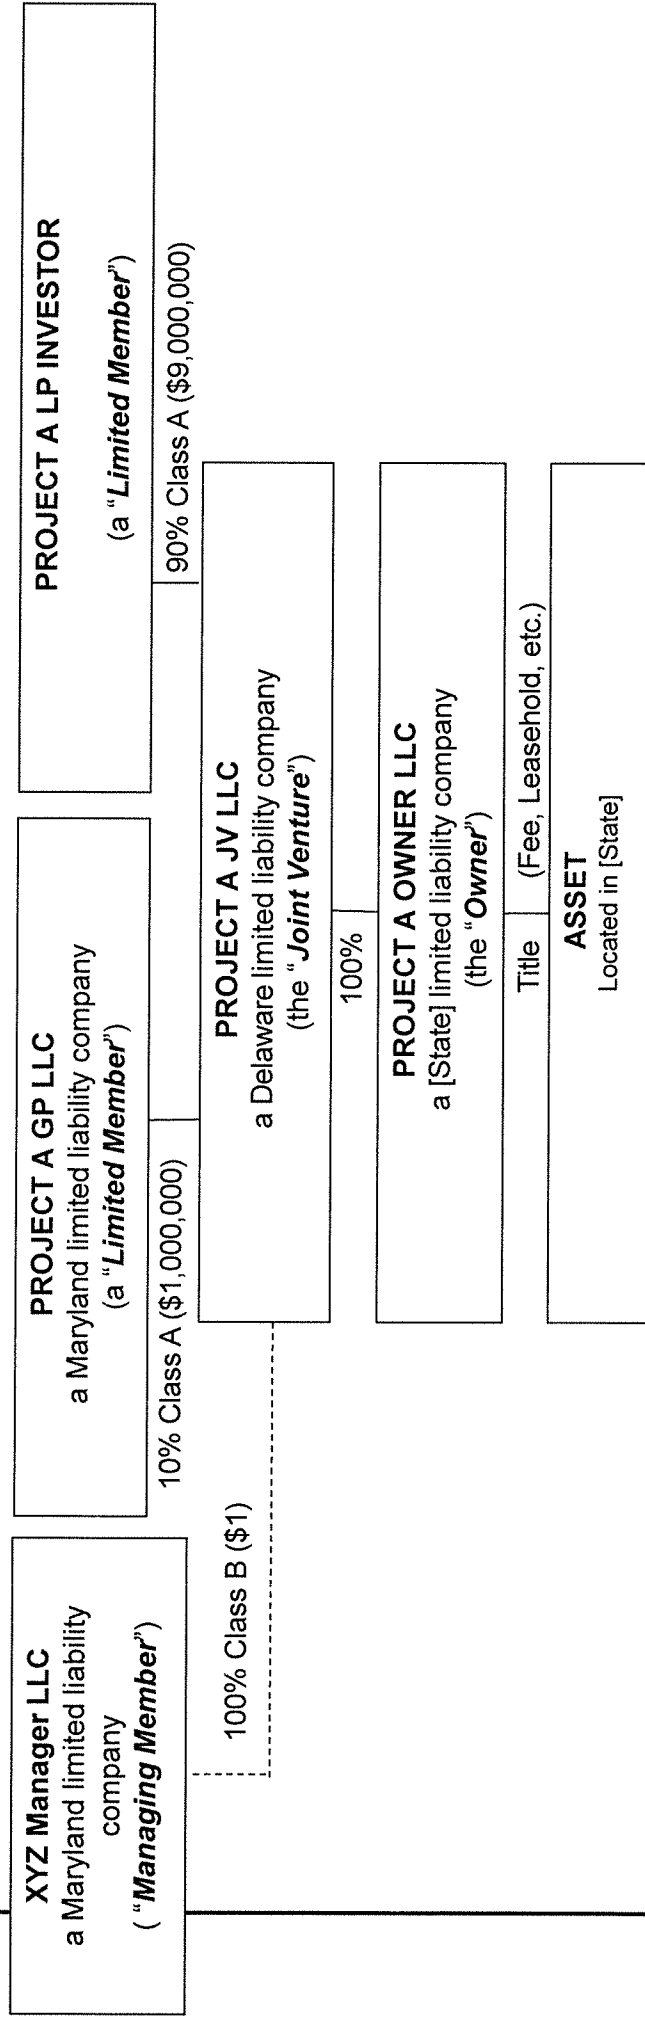 XYZ Manager LLC
a Maryland limited liability
company
( “Managing Member”)
PROJECT A GP LLC
a Maryland limited liability company
(a “Limited Member”)
PROJECT A LP INVESTOR
(a “Limited Member”)
10% Class A ($1,000,000)
90% Class A ($9,000,000)
100% Class B ($1)
PROJECT A JV LLC
a Delaware limited liability company
(the “Joint Venture”)
100%
PROJECT A OWNER LLC
a [State] limited liability company
(the “Owner”)
Title (Fee, Leasehold, etc.)
ASSET
Located in [State]